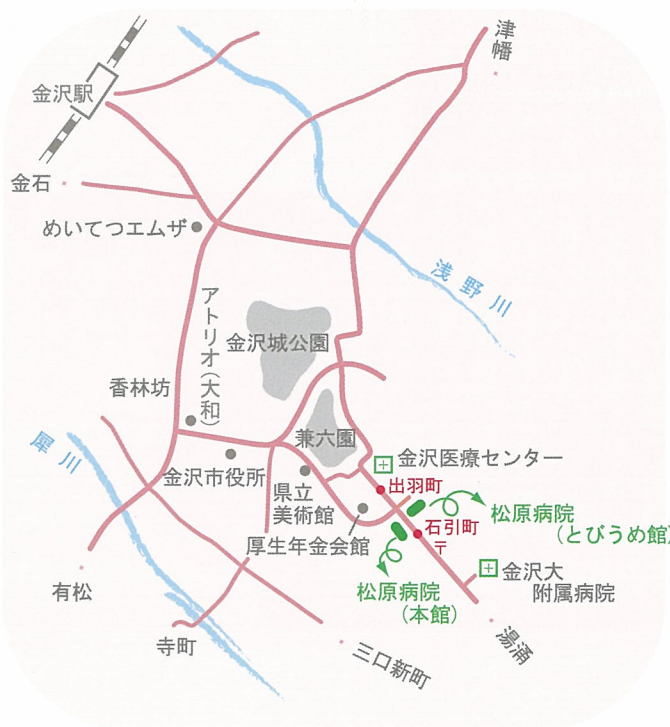 津幡
金沢駅
金石
めいてつエムザ
浅野川
アトリオ(大和)
金沢城公園
香林坊
兼六園
犀川
金沢市役所
県立
美術館
金沢医療センター
出羽町
松原病院
(とびうめ館)
石引町
〒
厚生年金会館
金沢大
附属病院
松原病院
(本館)
有松
寺町
三口新町
湯涌